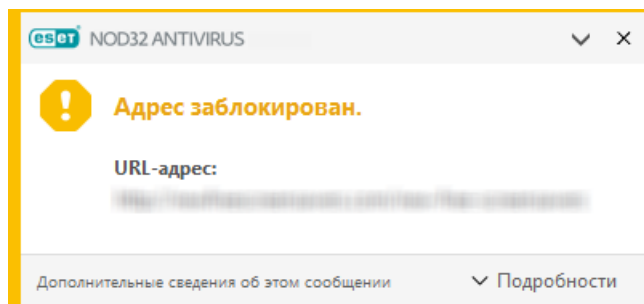 eset NOD32 ANTIVIRUS
Адрес заблокирован.
URL-адрес:
Дополнительные сведения об этом сообщении
Подробности